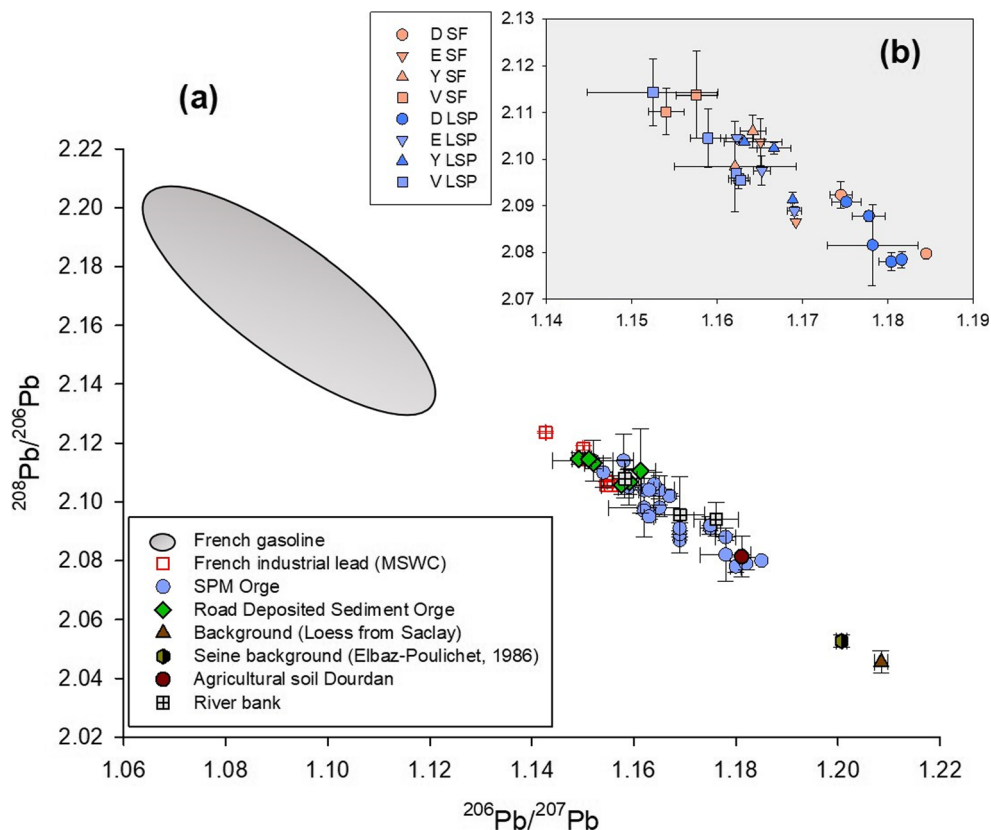 (a)
2.22
2.20
2.18
2.16
2.14
2.12
2.10
2.08
2.06
2.04
2.02
²⁰⁸Pb/²⁰⁶Pb
1.06
1.08
1.10
1.12
1.14
1.16
1.18
1.20
1.22
²⁰⁶Pb/²⁰⁷Pb
French gasoline
French industrial lead (MSWC)
SPM Orge
Road Deposited Sediment Orge
Background (Loess from Saclay)
Seine background (Elbaz-Poulichet, 1986)
Agricultural soil Dourdan
River bank
D SF
E SF
Y SF
V SF
D LSP
E LSP
Y LSP
V LSP
(b)
2.13
2.12
2.11
2.10
2.09
2.08
2.07
1.14
1.15
1.16
1.17
1.18
1.19